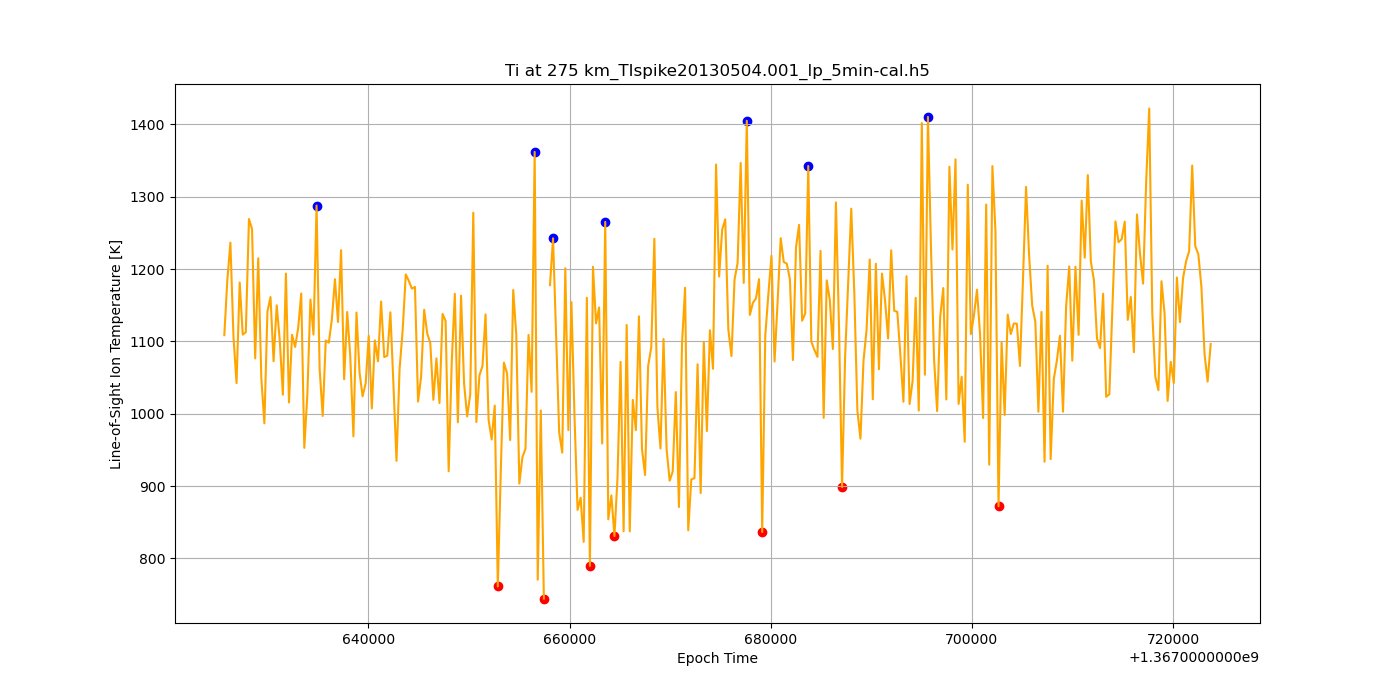 Ti at 275 km_TIspike20130504.001_lp_5min-cal.h5
Line-of-Sight Ion Temperature [K]
1400
1300
1200
1100
1000
900
800
640000 660000 680000 700000 720000
Epoch Time
+1.3670000000e9